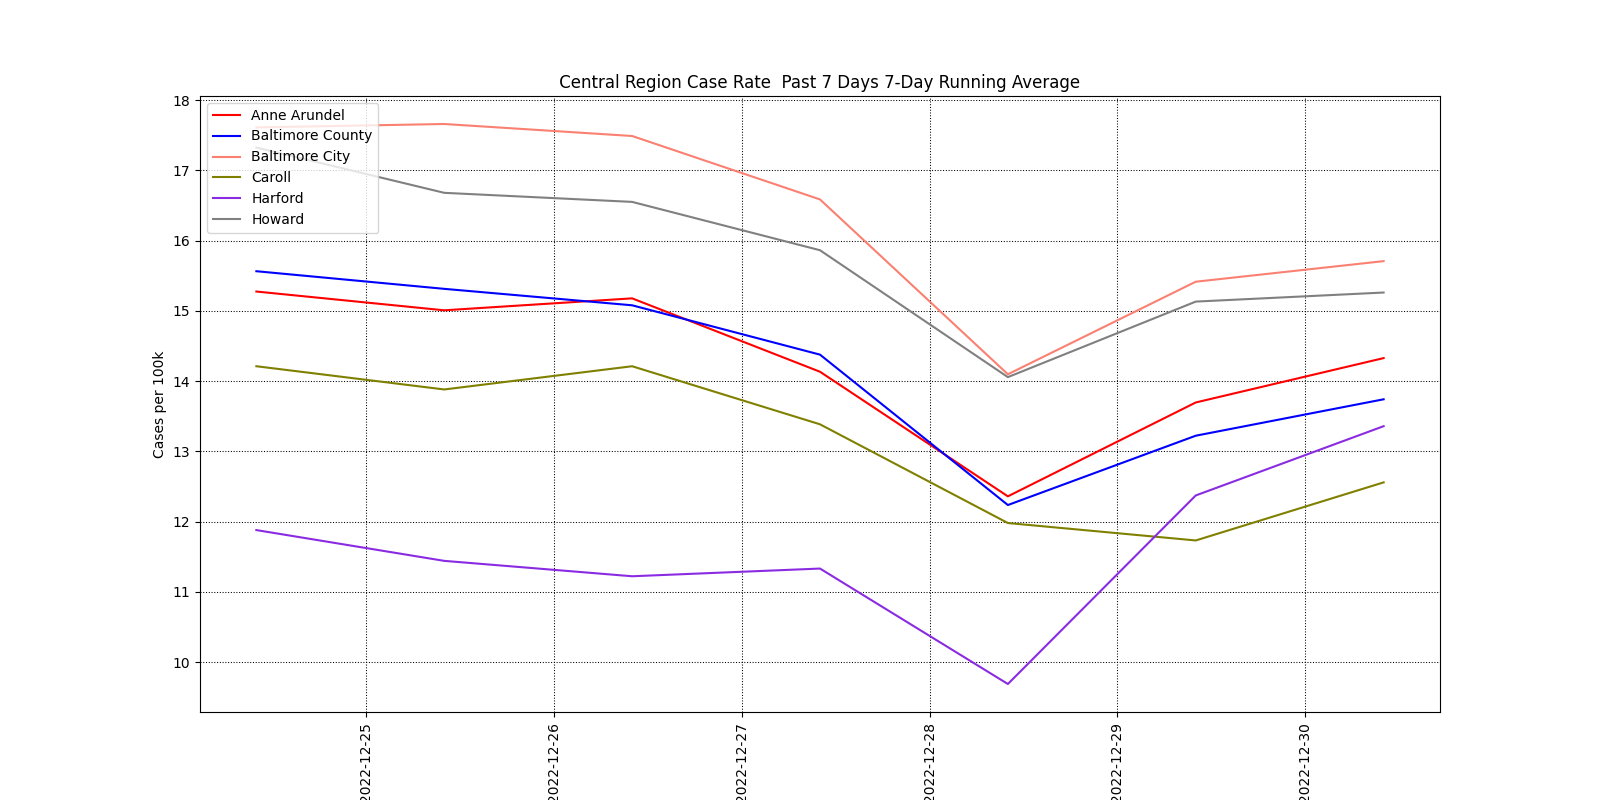 Central Region Case Rate  Past 7 Days 7-Day Running Average
Cases per 100k
18
17
16
15
14
13
12
11
10
Anne Arundel
Baltimore County
Baltimore City
Caroll
Harford
Howard
2022-12-25
2022-12-26
2022-12-27
2022-12-28
2022-12-29
2022-12-30